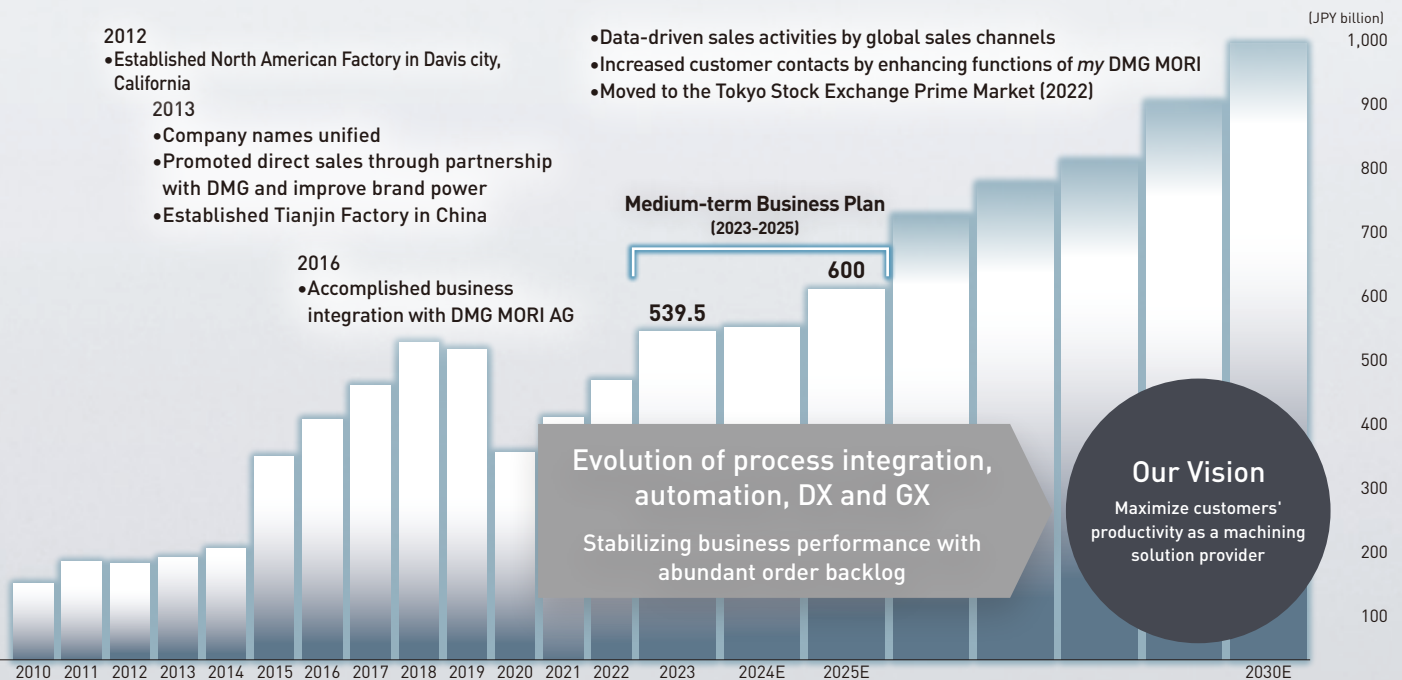 2012
•Established North American Factory in Davis city,
California
2013
•Company names unified
•Promoted direct sales through partnership
with DMG and improve brand power
•Established Tianjin Factory in China
2016
•Accomplished business
integration with DMG MORI AG
•Data-driven sales activities by global sales channels
•Increased customer contacts by enhancing functions of my DMG MORI
•Moved to the Tokyo Stock Exchange Prime Market (2022)
Medium-term Business Plan
(2023-2025)
539.5
600
(JPY billion)
1,000
900
800
700
600
500
400
300
200
100
Evolution of process integration,
automation, DX and GX
Stabilizing business performance with
abundant order backlog
Our Vision
Maximize customers'
productivity as a machining
solution provider
2010 2011 2012 2013 2014 2015 2016 2017 2018 2019 2020 2021 2022 2023 2024E 2025E 2030E